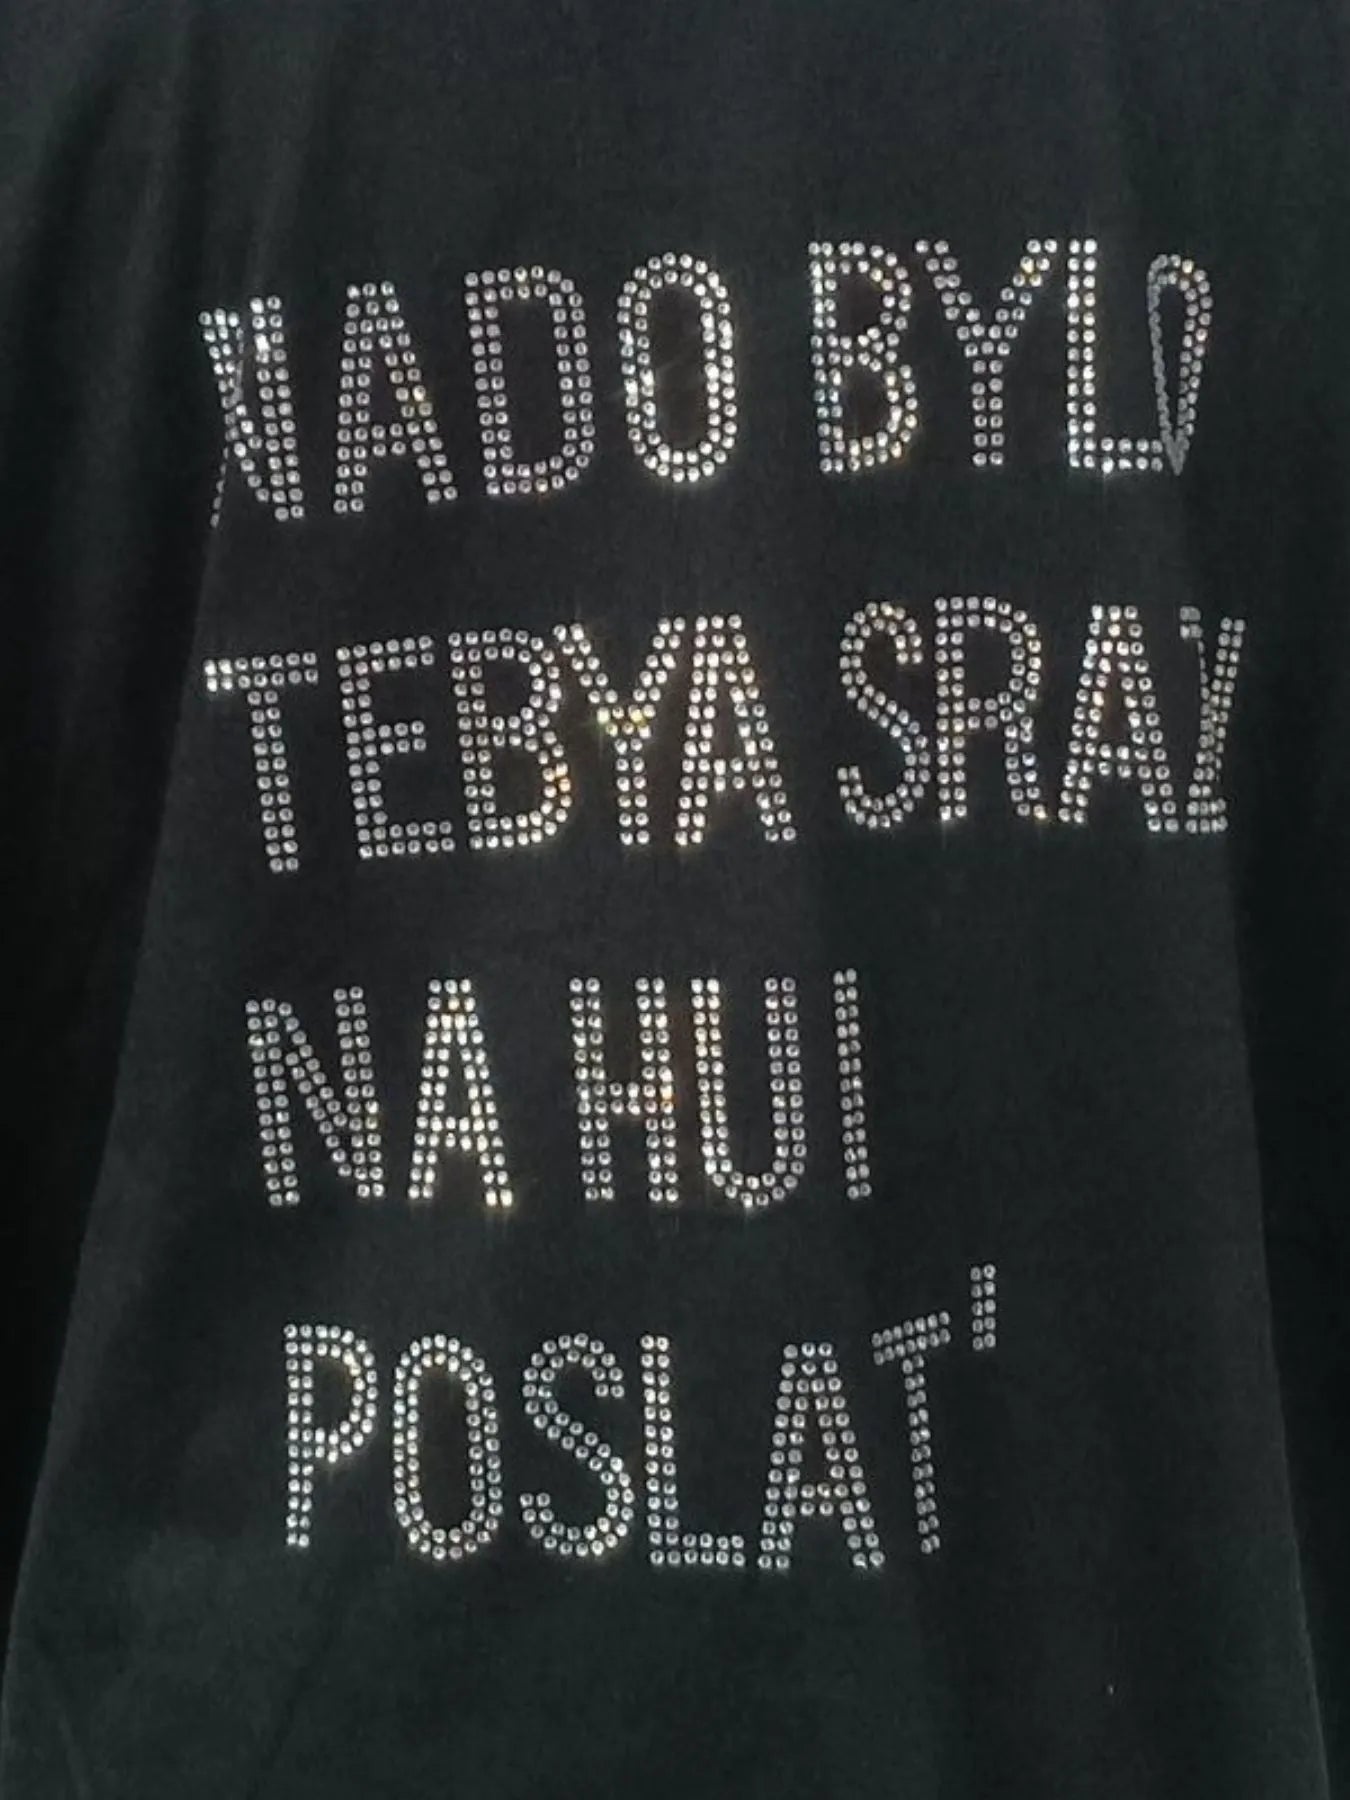 NADO BYLO
TEBYA SRAZ
NA HUI
POSLAT'